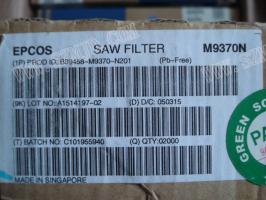 EPCOS SAW FILTER M9370N
(1P) PROD ID:B39458-M9370-N201 (Pb-Free)
(9K) LOT NO: A1514197-02 (D) D/C: 050315
(T) BATCH NO: C101955940 (Q) QTY:02000
MADE IN SINGAPORE
GREEN